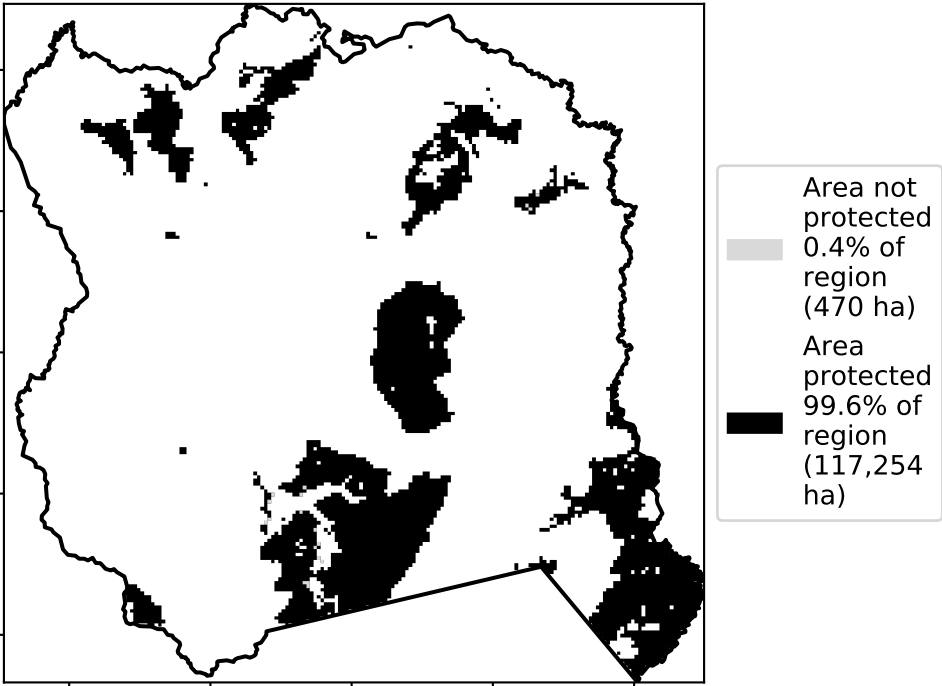 Area not
protected
0.4% of
region
(470 ha)
Area
protected
99.6% of
region
(117,254
ha)